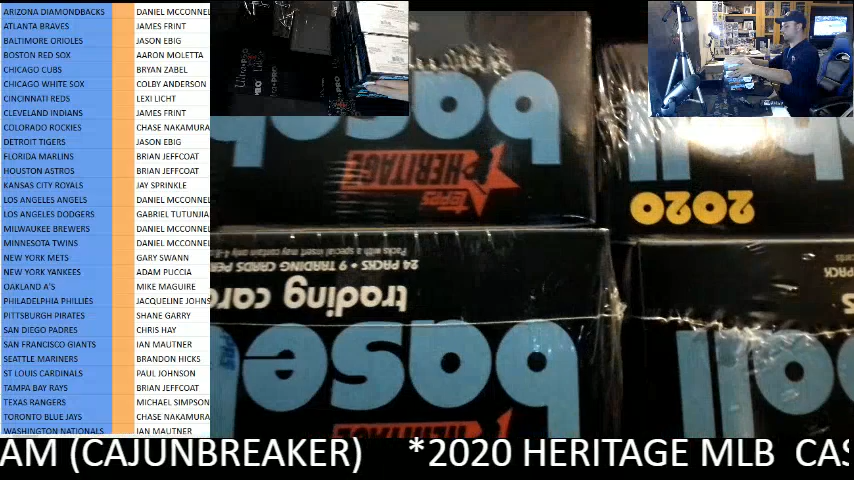 ARIZONA DIAMONDBACKS DANIEL MCCONNEL
ATLANTA BRAVES JAMES FRINT
BALTIMORE ORIOLES JASON EBIG
BOSTON RED SOX AARON MOLETTA
CHICAGO CUBS BRYAN ZABEL
CHICAGO WHITE SOX COLBY ANDERSON
CINCINNATI REDS LEXI LICHT
CLEVELAND INDIANS JAMES FRINT
COLORADO ROCKIES CHASE NAKAMURA
DETROIT TIGERS JASON EBIG
FLORIDA MARLINS BRIAN JEFFCOAT
HOUSTON ASTROS BRIAN JEFFCOAT
KANSAS CITY ROYALS JAY SPRINKLE
LOS ANGELES ANGELS DANIEL MCCONNEL
LOS ANGELES DODGERS GABRIEL TUTUNJIA
MILWAUKEE BREWERS DANIEL MCCONNEL
MINNESOTA TWINS DANIEL MCCONNEL
NEW YORK METS GARY SWANN
NEW YORK YANKEES ADAM PUCCIA
OAKLAND A'S MIKE MAGUIRE
PHILADELPHIA PHILLIES JACQUELINE JOHNS
PITTSBURGH PIRATES SHANE GARRY
SAN DIEGO PADRES CHRIS HAY
SAN FRANCISCO GIANTS IAN MAUTNER
SEATTLE MARINERS BRANDON HICKS
ST LOUIS CARDINALS PAUL JOHNSON
TAMPA BAY RAYS BRIAN JEFFCOAT
TEXAS RANGERS MICHAEL SIMPSON
TORONTO BLUE JAYS CHASE NAKAMURA
WASHINGTON NATIONALS IAN MAUTNER
baseb
topps HERITAGE
ll
2020
24 PACKS • 9 TRADING CARDS PER
trading car
base
HERITAGE
AM (CAJUNBREAKER) *2020 HERITAGE MLB CAS